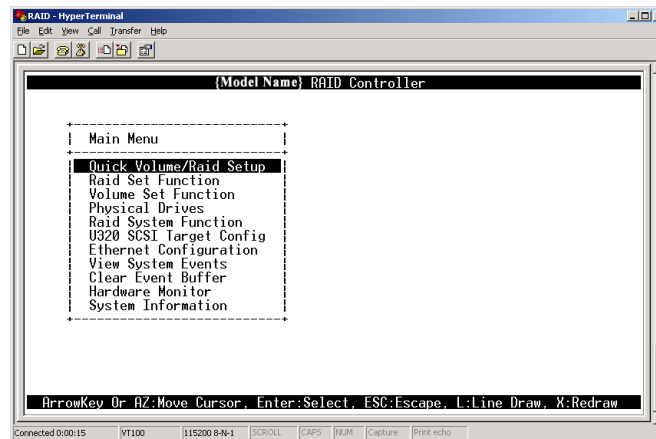 RAID - HyperTerminal
File Edit View Call Transfer Help
{Model Name} RAID Controller
Main Menu
Quick Volume/Raid Setup
Raid Set Function
Volume Set Function
Physical Drives
Raid System Function
U320 SCSI Target Config
Ethernet Configuration
View System Events
Clear Event Buffer
Hardware Monitor
System Information
ArrowKey Or AZ:Move Cursor, Enter:Select, ESC:Escape, L:Line Draw, X:Redraw
Connected 0:00:15 VT100 115200 8-N-1 SCROLL CAPS NUM Capture Print echo